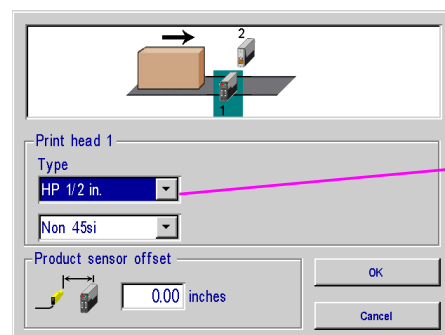 2
1
Print head 1
Type
HP 1/2 in.
Non 45si
Product sensor offset
0.00 inches
OK
Cancel